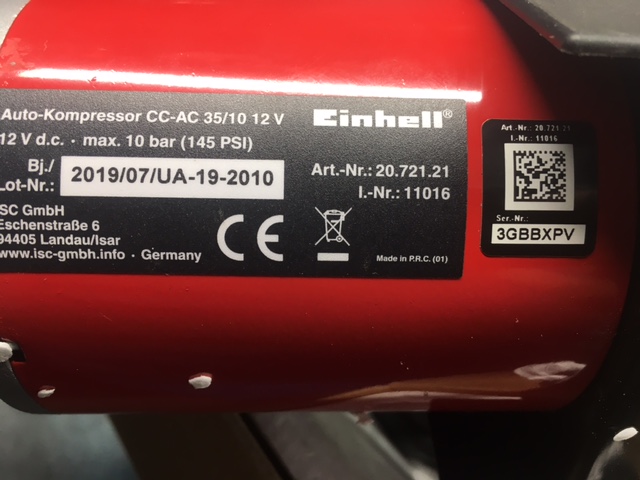 Auto-Kompressor CC-AC 35/10 12 V
12 V d.c. · max. 10 bar (145 PSI)
Bj./
Lot-Nr.:
2019/07/UA-19-2010
ISC GmbH
Eschenstraße 6
94405 Landau/Isar
www.isc-gmbh.info · Germany
Einhell®
Art.-Nr.: 20.721.21
I.-Nr.: 11016
CE
Made in P.R.C. (01)
Art.-Nr.: 20.721.21
I.-Nr.: 11016
Ser.-Nr.:
3GBBXPV